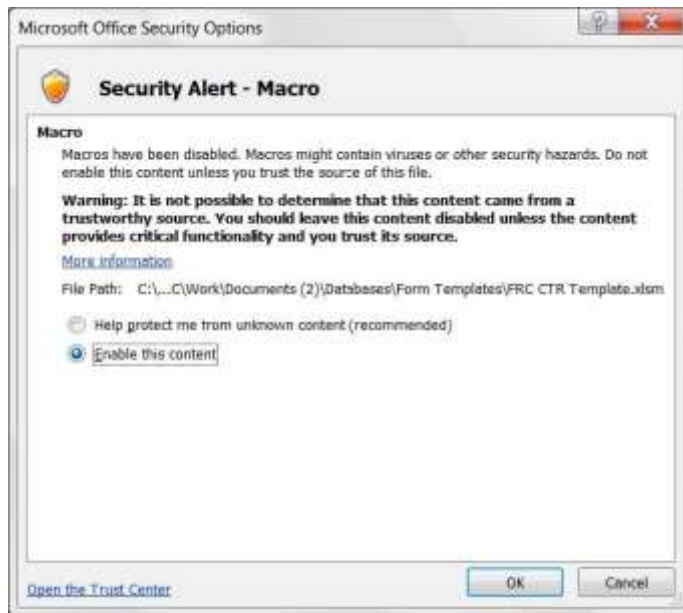 Microsoft Office Security Options
Security Alert - Macro
Macro
Macros have been disabled. Macros might contain viruses or other security hazards. Do not
enable this content unless you trust the source of this file.
Warning: It is not possible to determine that this content came from a
trustworthy source. You should leave this content disabled unless the content
provides critical functionality and you trust its source.
More information
File Path: C:\...C\Work\Documents (2)\Databases\Form Templates\FRC CTR Template.xlsm
Help protect me from unknown content (recommended)
Enable this content
Open the Trust Center
OK
Cancel